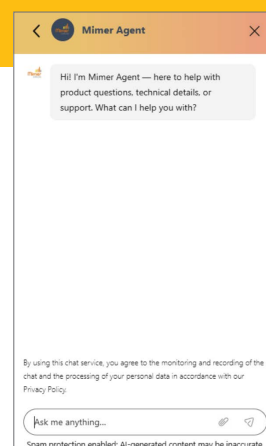 Mimer Agent
Hi! I'm Mimer Agent — here to help with
product questions, technical details, or
support. What can I help you with?
By using this chat service, you agree to the monitoring and recording of the
chat and the processing of your personal data in accordance with our
Privacy Policy.
Ask me anything...
Spam protection enabled; AI-generated content may be inaccurate